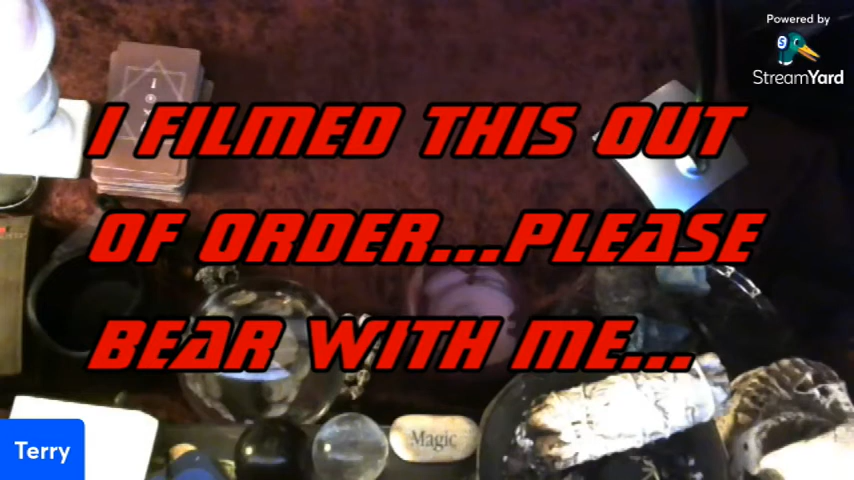 Powered by
StreamYard
I FILMED THIS OUT
OF ORDER...PLEASE
BEAR WITH ME...
Magic
Terry